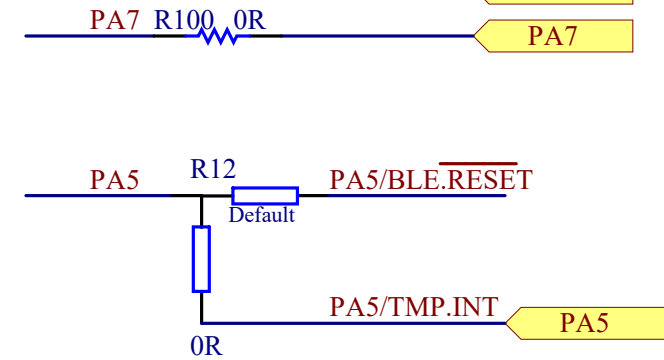 PA7 R100 0R PA7
R12
PA5 PA5/BLE.RESET
Default
PA5/TMP.INT PA5
0R